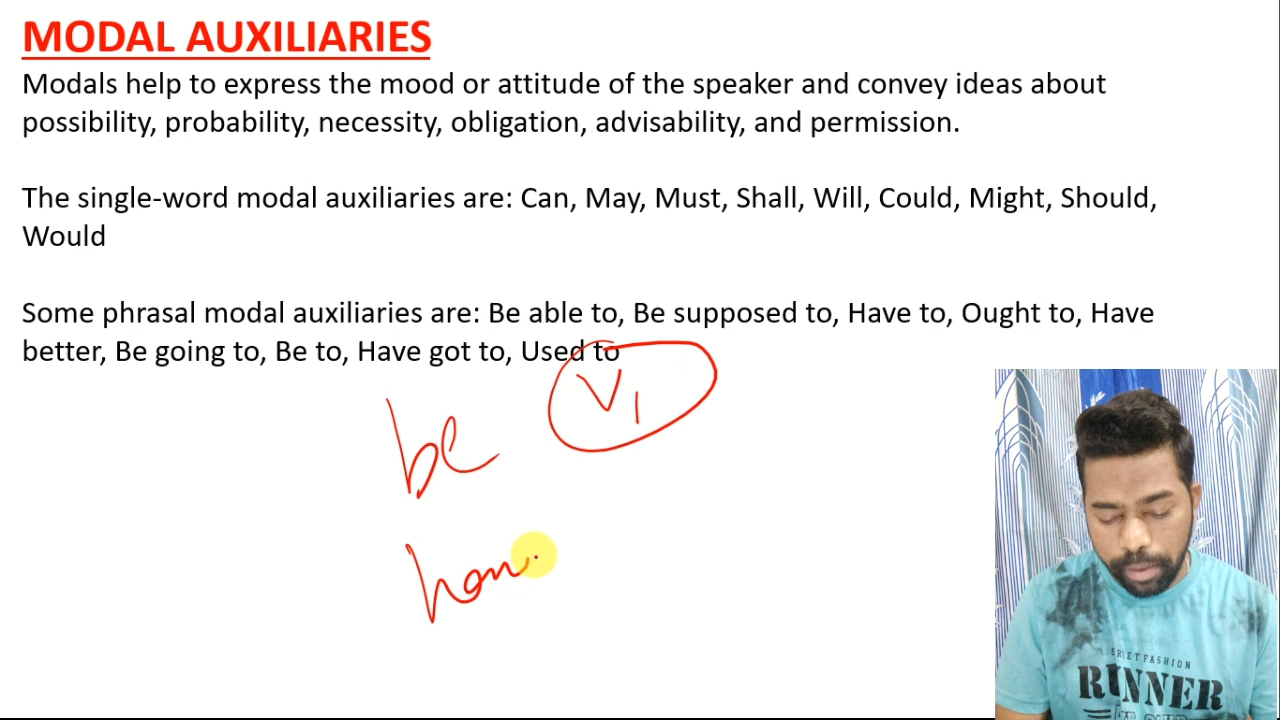 MODAL AUXILIARIES
Modals help to express the mood or attitude of the speaker and convey ideas about
possibility, probability, necessity, obligation, advisability, and permission.
The single-word modal auxiliaries are: Can, May, Must, Shall, Will, Could, Might, Should,
Would
Some phrasal modal auxiliaries are: Be able to, Be supposed to, Have to, Ought to, Have
better, Be going to, Be to, Have got to, Used to
V1
be
RUNNER